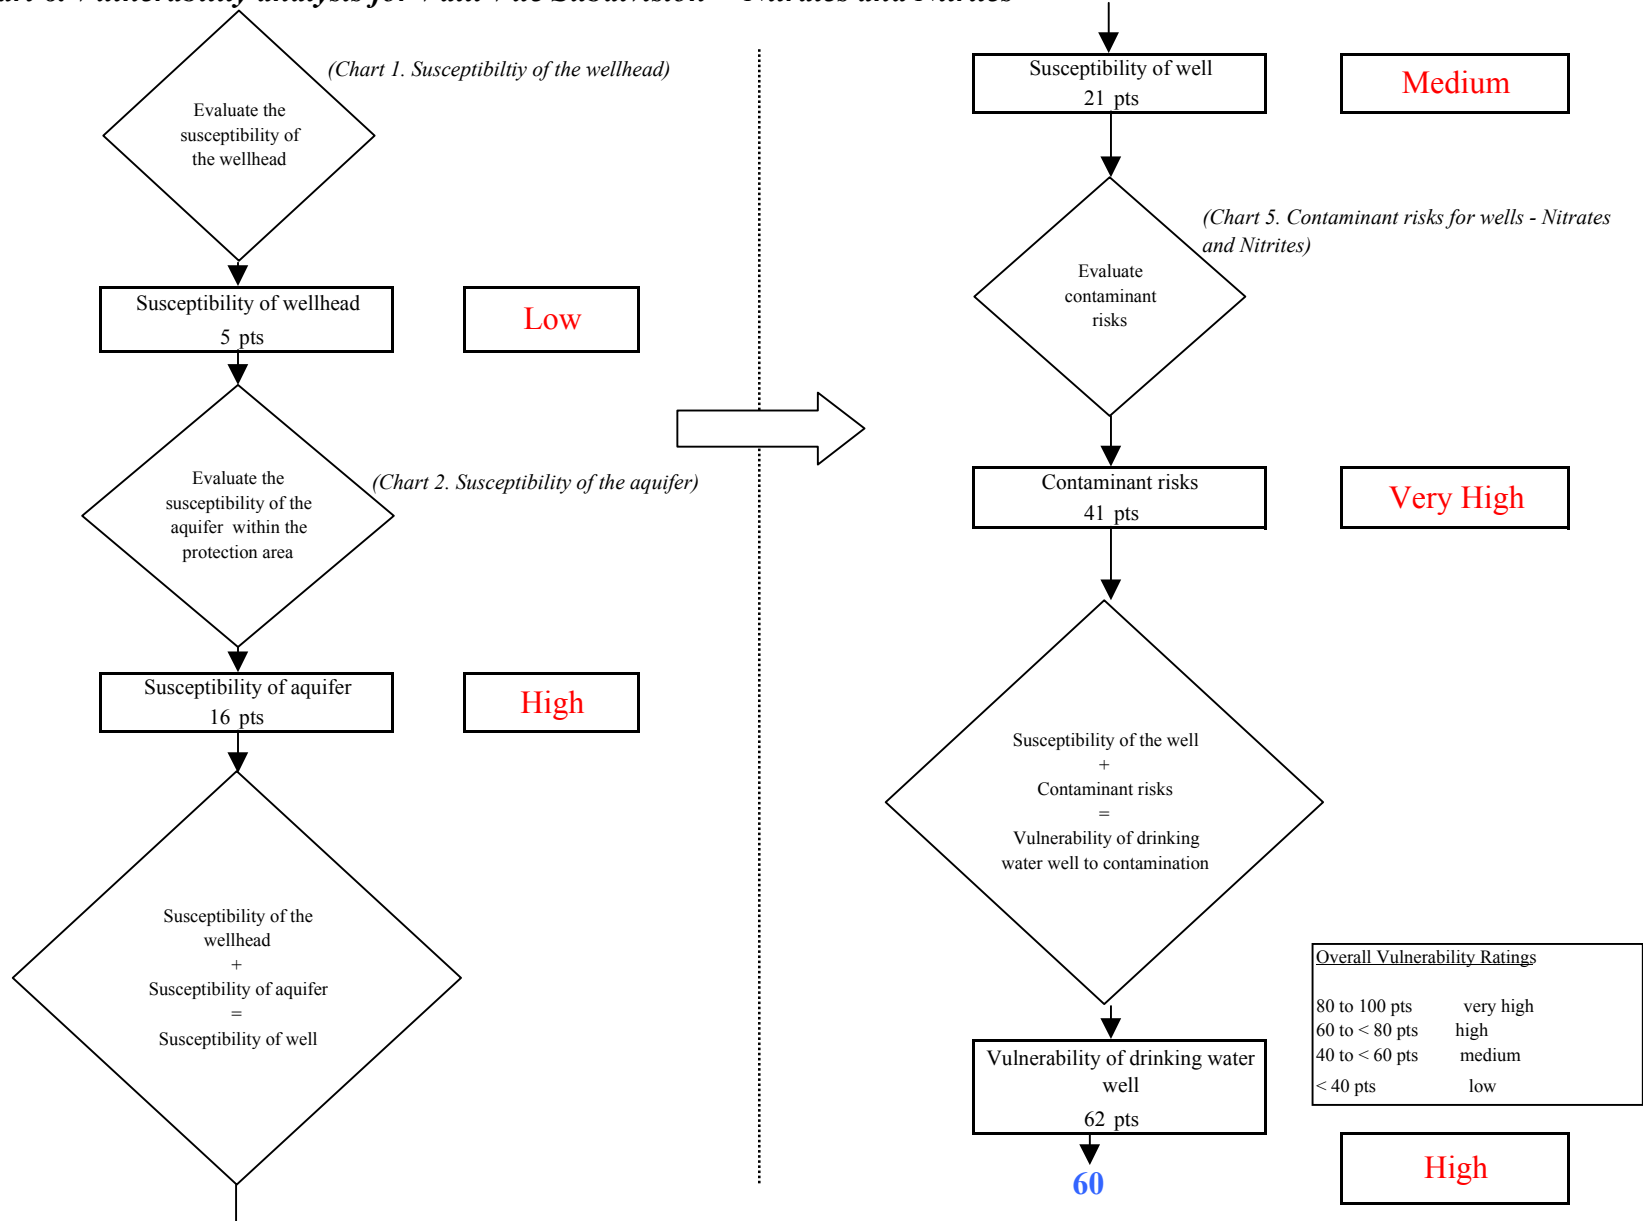 (Chart 1. Susceptibiltiy of the wellhead)
Evaluate the
susceptibility of
the wellhead
Susceptibility of wellhead
5 pts
Low
Evaluate the
susceptibility of the
aquifer within the
protection area
(Chart 2. Susceptibility of the aquifer)
Susceptibility of aquifer
16 pts
High
Susceptibility of the
wellhead
+
Susceptibility of aquifer
=
Susceptibility of well
Susceptibility of well
21 pts
Medium
(Chart 5. Contaminant risks for wells - Nitrates
and Nitrites)
Evaluate
contaminant
risks
Contaminant risks
41 pts
Very High
Susceptibility of the well
+
Contaminant risks
=
Vulnerability of drinking
water well to contamination
Overall Vulnerability Ratings
80 to 100 pts very high
60 to < 80 pts high
40 to < 60 pts medium
< 40 pts low
Vulnerability of drinking water
well
62 pts
60
High